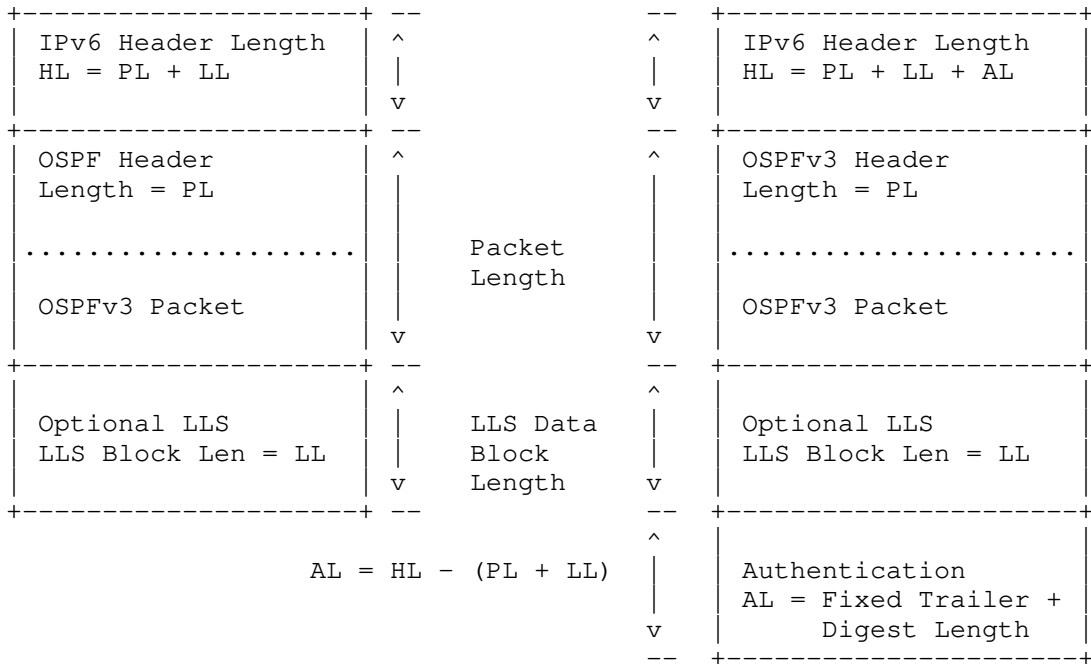 +---------------------+ --              --  +----------------------+
| IPv6 Header Length  | ^               ^   | IPv6 Header Length   |
| HL = PL + LL        | |               |   | HL = PL + LL + AL    |
|                     | v               v   |                      |
+---------------------+ --              --  +----------------------+
| OSPF Header         | ^               ^   | OSPFv3 Header        |
| Length = PL         | |               |   | Length = PL          |
|                     | |               |   |                      |
|.....................| |    Packet     |   |......................|
|                     | |    Length     |   |                      |
| OSPFv3 Packet       | |               |   | OSPFv3 Packet        |
|                     | v               v   |                      |
+---------------------+ --              --  +----------------------+
|                     | ^               ^   |                      |
| Optional LLS        | |    LLS Data   |   | Optional LLS         |
| LLS Block Len = LL  | |    Block      |   | LLS Block Len = LL   |
|                     | v    Length     v   |                      |
+---------------------+ --              --  +----------------------+
                                        ^   |                      |
                  AL = HL - (PL + LL)   |   | Authentication       |
                                        |   | AL = Fixed Trailer + |
                                        v   |      Digest Length   |
                                        --  +----------------------+